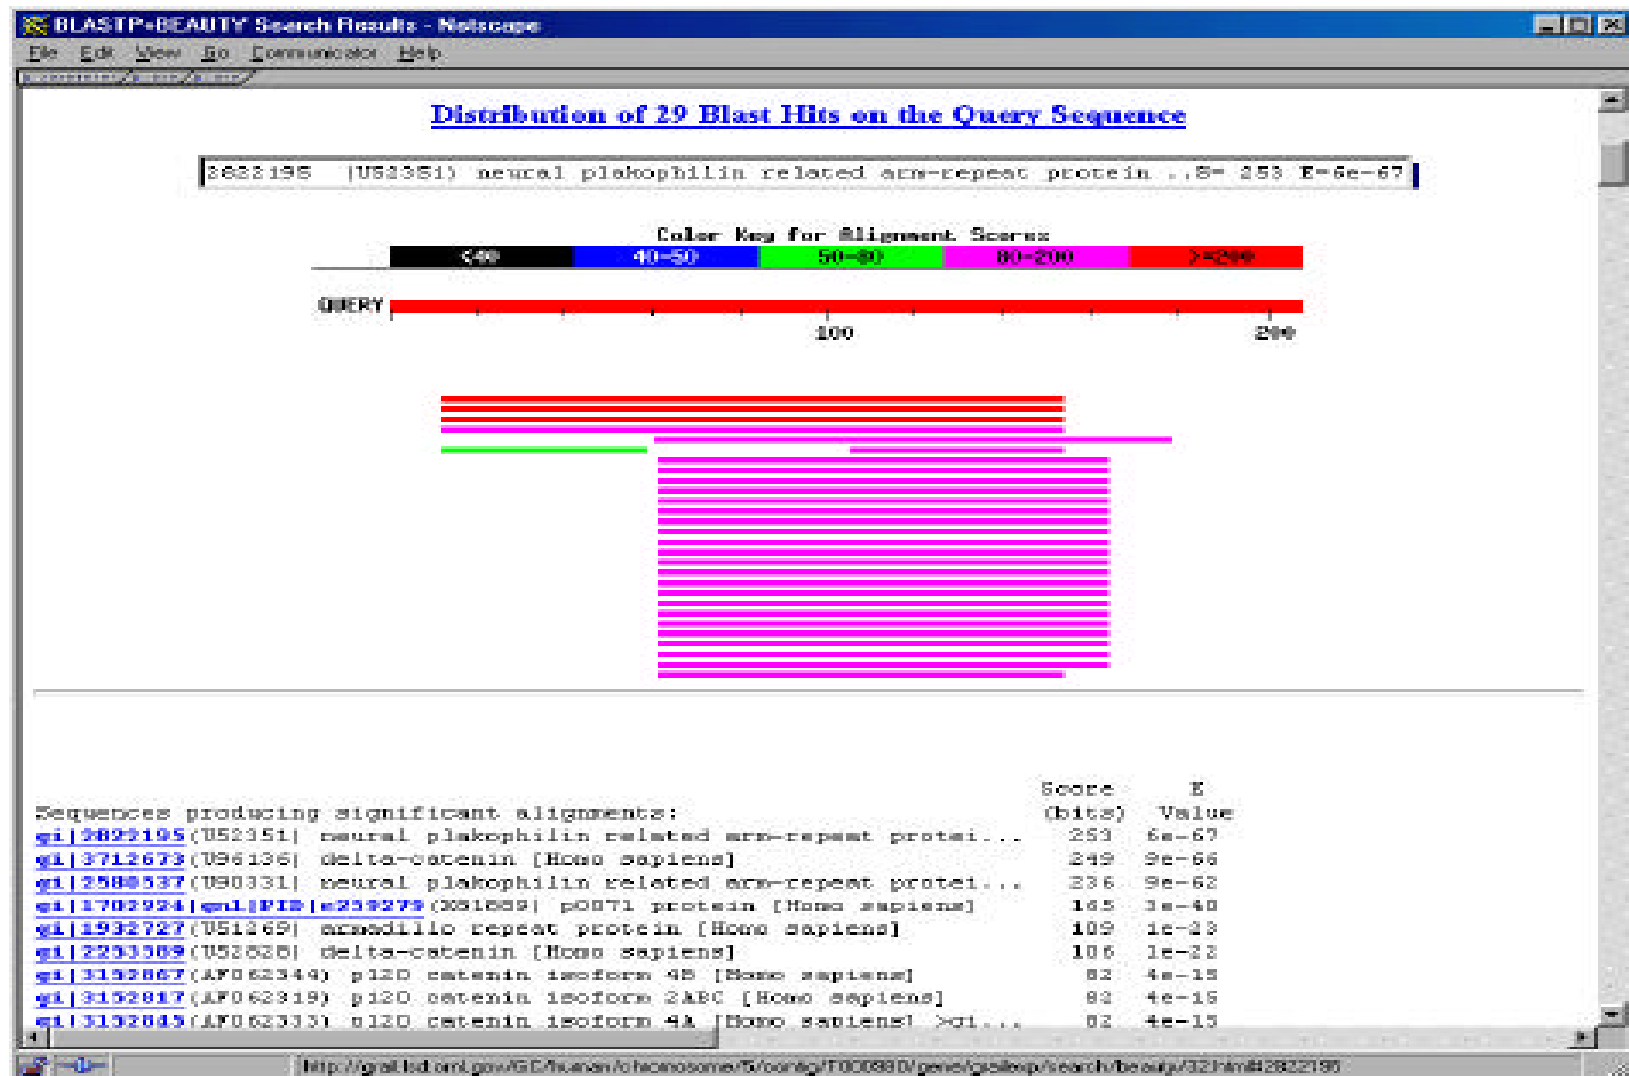 BLASTP+BEAUTY Search Results - Netscape
File Edit View Go Communicator Help
Distribution of 29 Blast Hits on the Query Sequence
2822195 (U52351) neural plakophilin related arm-repeat protein ..S= 253 E=6e-67
Color Key for Alignment Scores
<40 40-50 50-80 80-200 >=200
QUERY
100 200
Score E
Sequences producing significant alignments: (bits) Value
gi|2822195 (U52351) neural plakophilin related arm-repeat protei... 253 6e-67
gi|3712673 (U96136) delta-catenin [Homo sapiens] 249 9e-66
gi|2580537 (U90331) neural plakophilin related arm-repeat protei... 236 9e-62
gi|1702924|gnl|PID|e259279 (X81889) p0071 protein [Homo sapiens] 165
gi|1932727 (U51269) armadillo repeat protein [Homo sapiens] 109 1e-23
gi|2253589 (U52828) delta-catenin [Homo sapiens] 106 1e-22
gi|3152867 (AF062344) p120 catenin isoform 4B [Homo sapiens] 82 4e-15
gi|3152817 (AF062319) p120 catenin isoform 2ABC [Homo sapiens] 82 4e-15
gi|3152845 (AF062333) p120 catenin isoform 4A [Homo sapiens] >gi... 82 4e-15